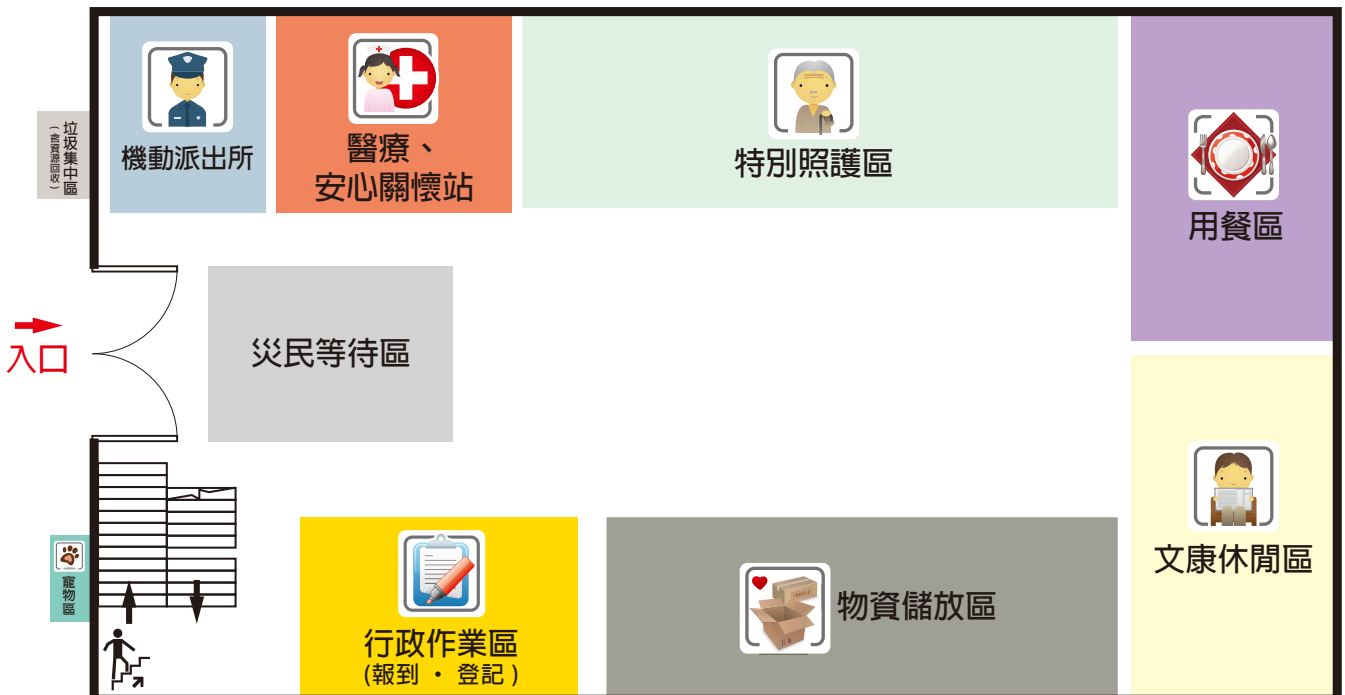 機動派出所
醫療、
安心關懷站
特別照護區
用餐區
垃圾集中區
(含資源回收)
入口
災民等待區
文康休閒區
寵物區
行政作業區
(報到 · 登記)
物資儲放區